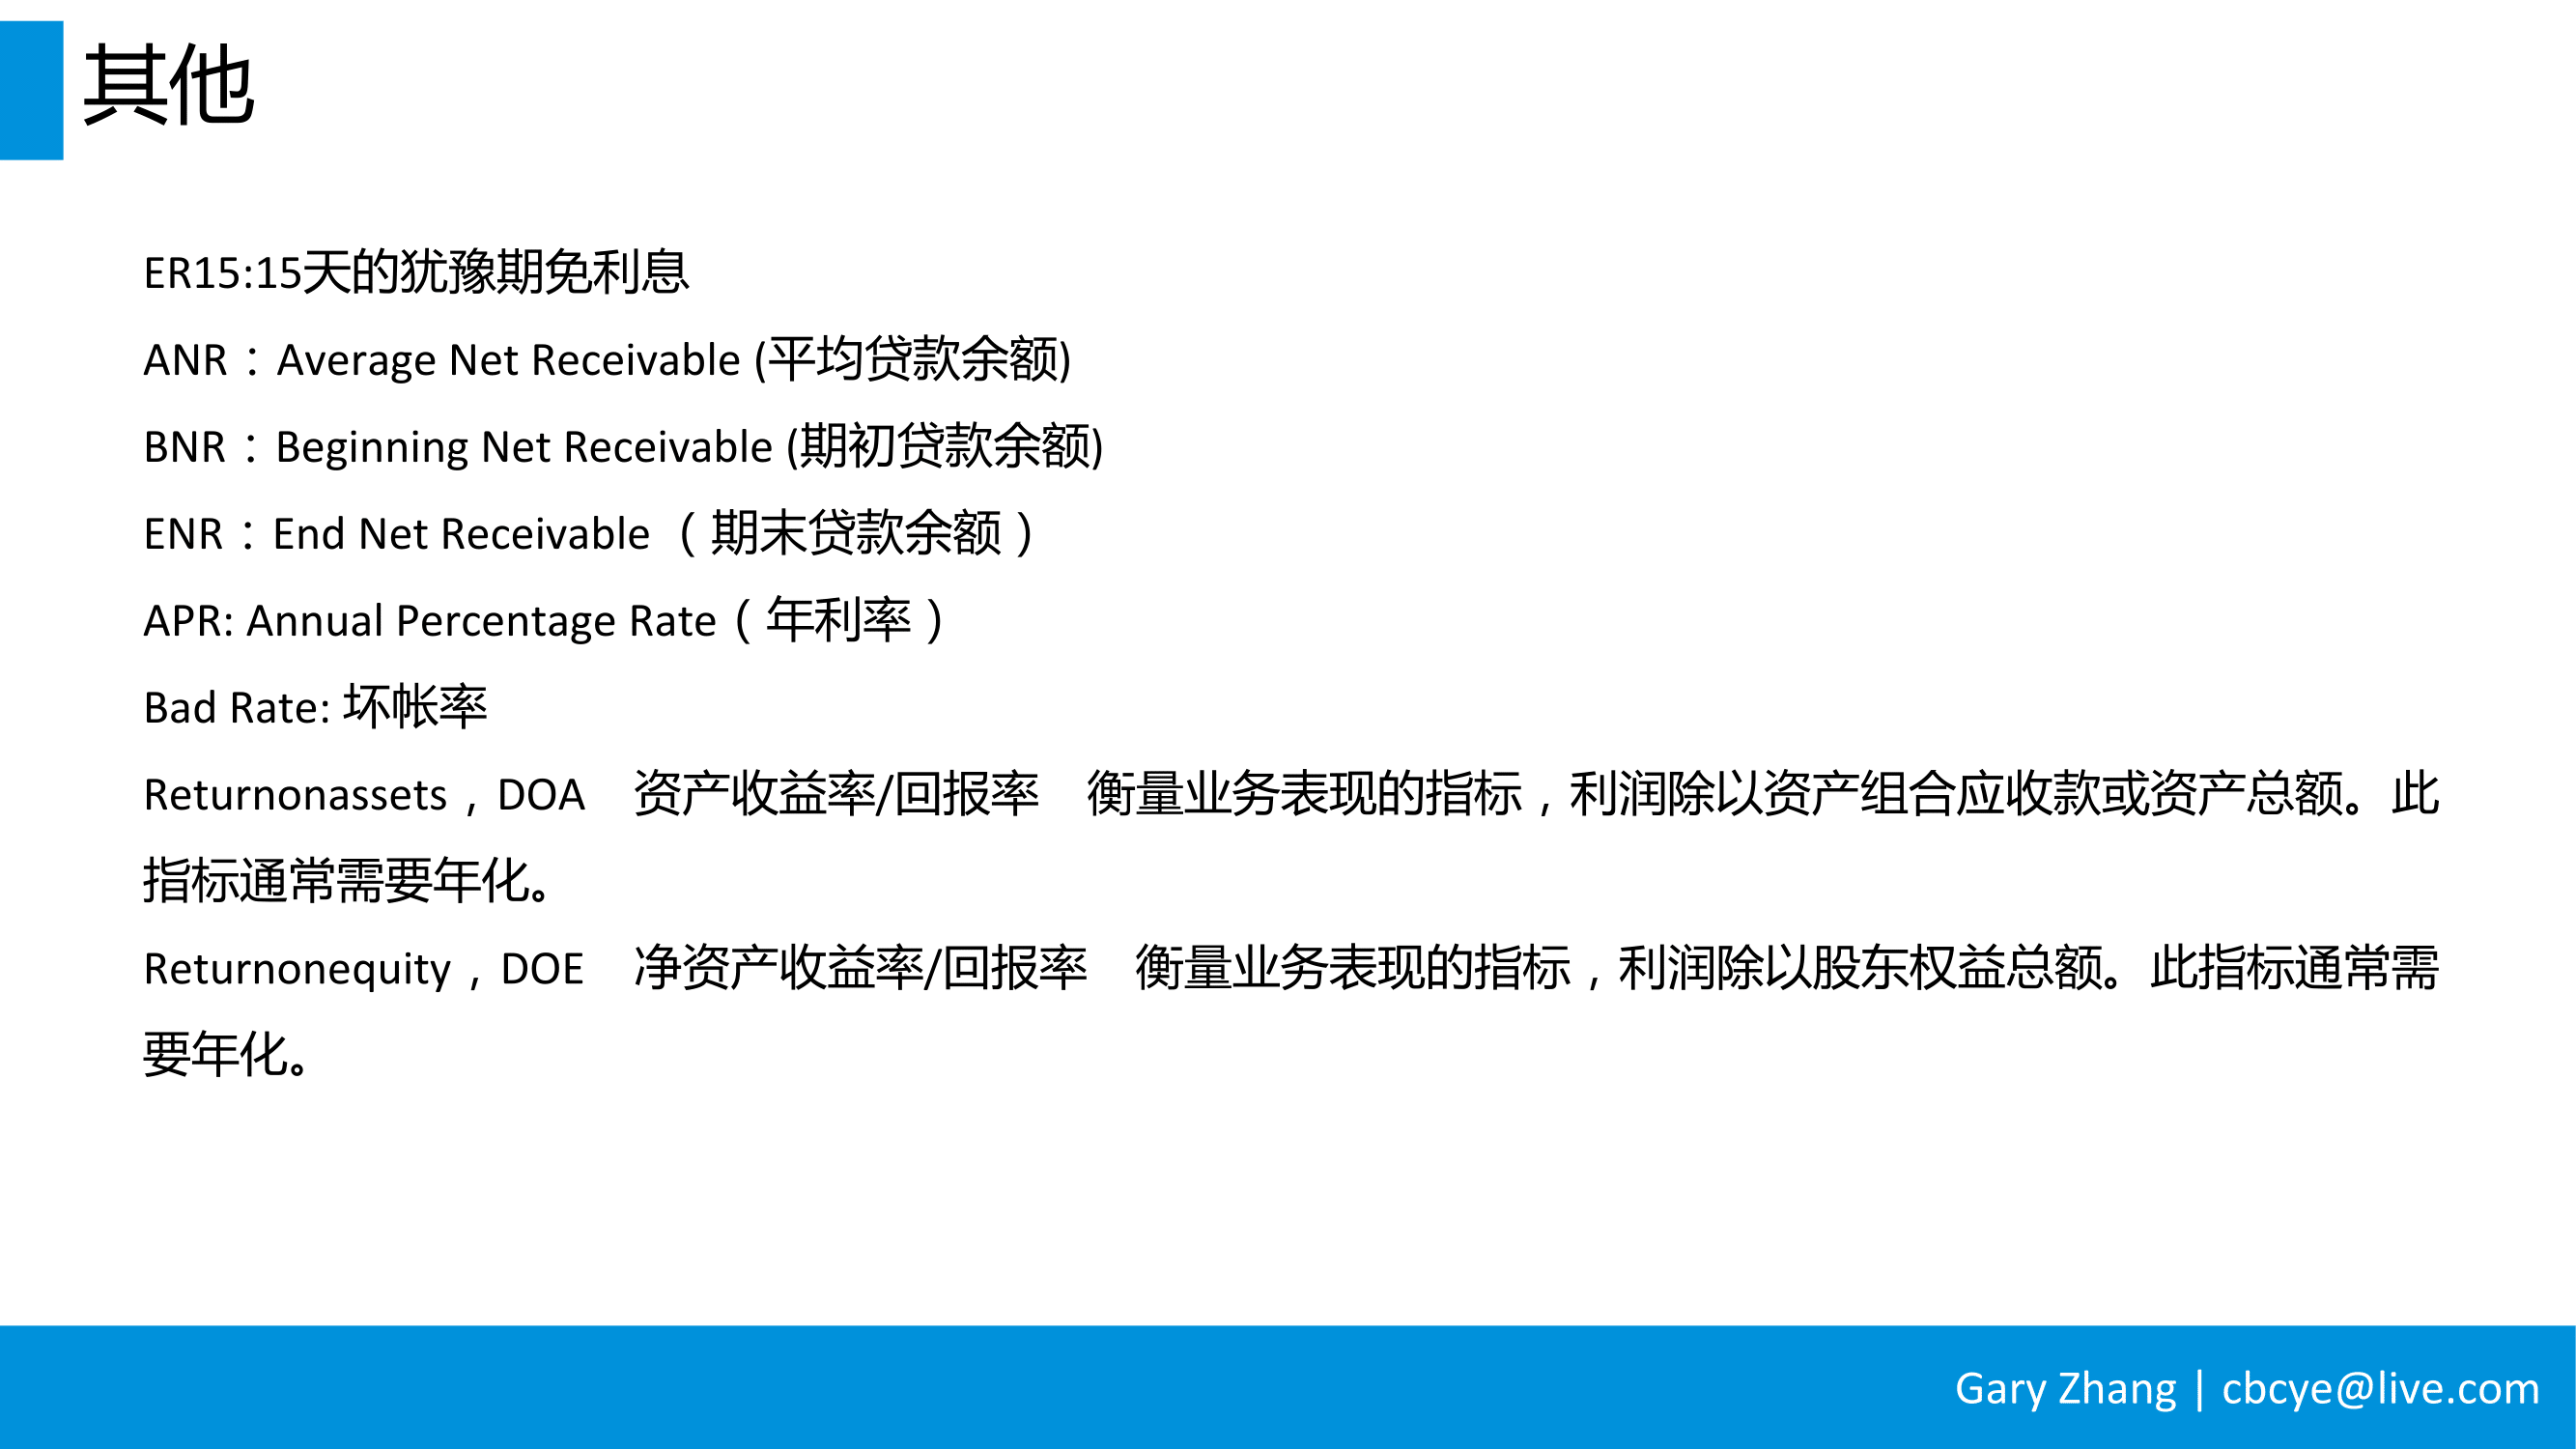 其他
ER15:15天的犹豫期免利息
ANR：Average Net Receivable (平均贷款余额)
BNR：Beginning Net Receivable (期初贷款余额)
ENR：End Net Receivable （期末贷款余额）
APR: Annual Percentage Rate（年利率）
Bad Rate: 坏帐率
Returnonassets，DOA　资产收益率/回报率　衡量业务表现的指标，利润除以资产组合应收款或资产总额。此
指标通常需要年化。
Returnonequity，DOE　净资产收益率/回报率　衡量业务表现的指标，利润除以股东权益总额。此指标通常需
要年化。
Gary Zhang | cbcye@live.com